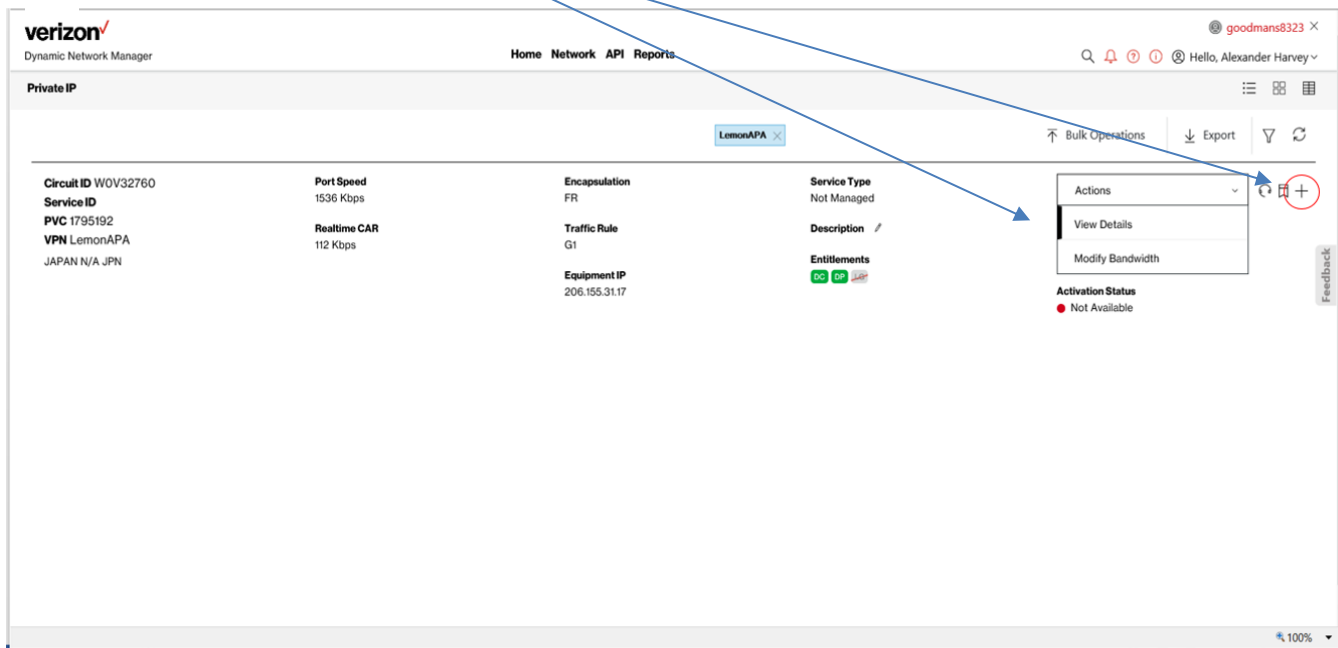 verizon✓
goodmans8323 ×
Dynamic Network Manager
Home Network API Reports
Hello, Alexander Harvey
Private IP
LemonAPA ×
Bulk Operations
Export
Circuit ID W0V32760
Service ID
PVC 1795192
VPN LemonAPA
JAPAN N/A JPN
Port Speed
1536 Kbps
Realtime CAR
112 Kbps
Encapsulation
FR
Traffic Rule
G1
Equipment IP
206.155.31.17
Service Type
Not Managed
Description
Entitlements
DC DP
Actions
View Details
Modify Bandwidth
Activation Status
Not Available
Feedback
100%